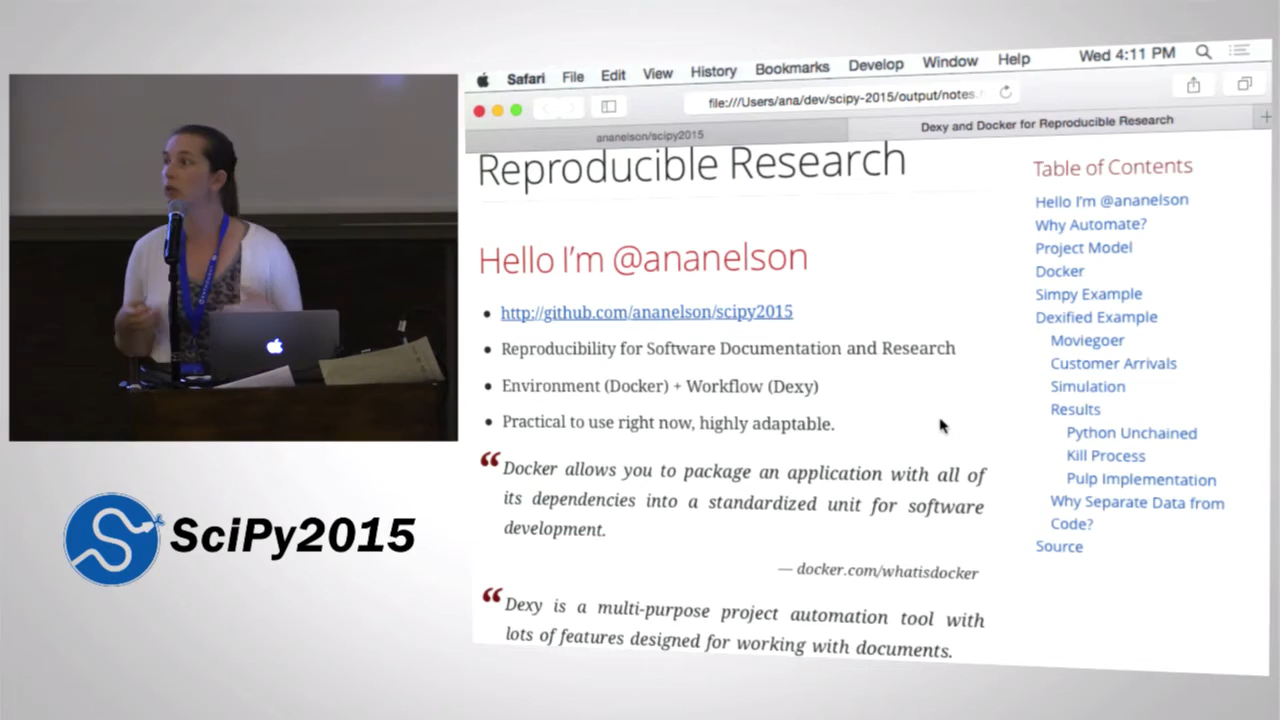 Safari File Edit View History Bookmarks Develop Window Help Wed 4:11 PM
file:///Users/ana/dev/scipy-2015/output/notes.
ananelson/scipy2015
Dexy and Docker for Reproducible Research
Reproducible Research
Hello I'm @ananelson
• http://github.com/ananelson/scipy2015
• Reproducibility for Software Documentation and Research
• Environment (Docker) + Workflow (Dexy)
• Practical to use right now, highly adaptable.
“ Docker allows you to package an application with all of
its dependencies into a standardized unit for software
development.
— docker.com/whatisdocker
“ Dexy is a multi-purpose project automation tool with
lots of features designed for working with documents.
Table of Contents
Hello I'm @ananelson
Why Automate?
Project Model
Docker
Simpy Example
Dexified Example
Moviegoer
Customer Arrivals
Simulation
Results
Python Unchained
Kill Process
Pulp Implementation
Why Separate Data from
Code?
Source
SciPy2015